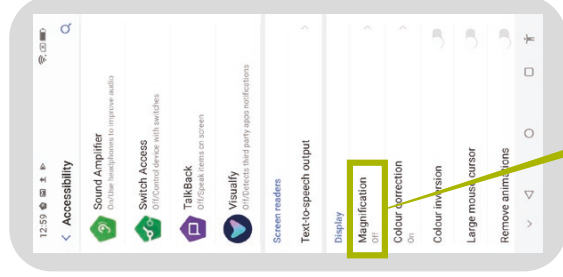 12:59
Accessibility
Sound Amplifier
On/Use headphones to improve audio
Switch Access
Off/Control device with switches
TalkBack
Off/Speak items on screen
Visualfy
Off/Detects third party apps notifications
Screen readers
Text-to-speech output
Display
Magnification
Off
Colour correction
On
Colour inversion
Large mouse cursor
Remove animations